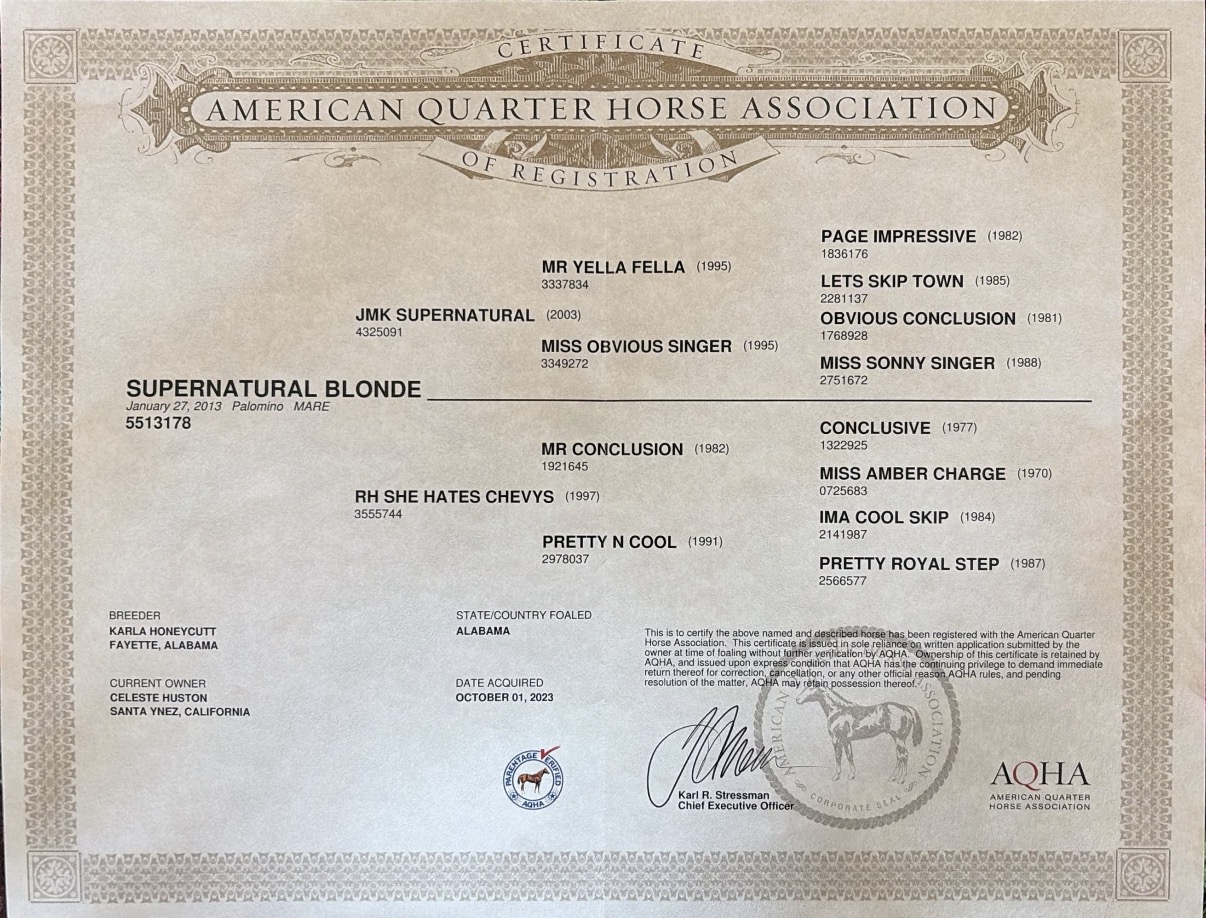 CERTIFICATE
AMERICAN QUARTER HORSE ASSOCIATION
OF REGISTRATION
PAGE IMPRESSIVE (1982)
1836176
MR YELLA FELLA (1995)
3337834
LETS SKIP TOWN (1985)
2281137
JMK SUPERNATURAL (2003)
4325091
OBVIOUS CONCLUSION (1981)
1768928
MISS OBVIOUS SINGER (1995)
3349272
MISS SONNY SINGER (1988)
2751672
SUPERNATURAL BLONDE
January 27, 2013 Palomino MARE
5513178
CONCLUSIVE (1977)
1322925
MR CONCLUSION (1982)
1921645
MISS AMBER CHARGE (1970)
0725683
RH SHE HATES CHEVYS (1997)
3555744
IMA COOL SKIP (1984)
2141987
PRETTY N COOL (1991)
2978037
PRETTY ROYAL STEP (1987)
2566577
BREEDER
KARLA HONEYCUTT
FAYETTE, ALABAMA
STATE/COUNTRY FOALED
ALABAMA
CURRENT OWNER
CELESTE HUSTON
SANTA YNEZ, CALIFORNIA
DATE ACQUIRED
OCTOBER 01, 2023
This is to certify the above named and described horse has been registered with the American Quarter
Horse Association. This certificate is issued in sole reliance on written application submitted by the
owner at time of foaling without further verification by AQHA. Ownership of this certificate is retained by
AQHA, and issued upon express condition that AQHA has the continuing privilege to demand immediate
return thereof for correction, cancellation, or any other official reason AQHA rules, and pending
resolution of the matter, AQHA may retain possession thereof.
PARENTAGE VERIFIED
AQHA
Karl R. Stressman
Chief Executive Officer
AMERICAN
ASSOCIATION
CORPORATE SEAL
AQHA
AMERICAN QUARTER
HORSE ASSOCIATION